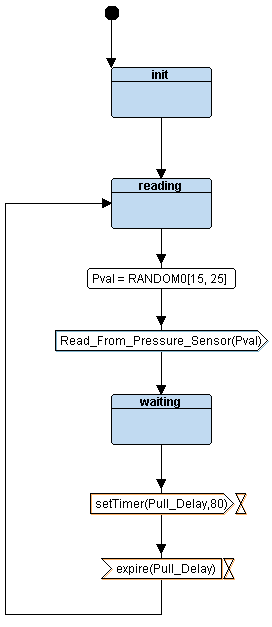 init
reading
Pval = RANDOM0[15, 25]
Read_From_Pressure_Sensor(Pval)
waiting
setTimer(Pull_Delay,80)
expire(Pull_Delay)